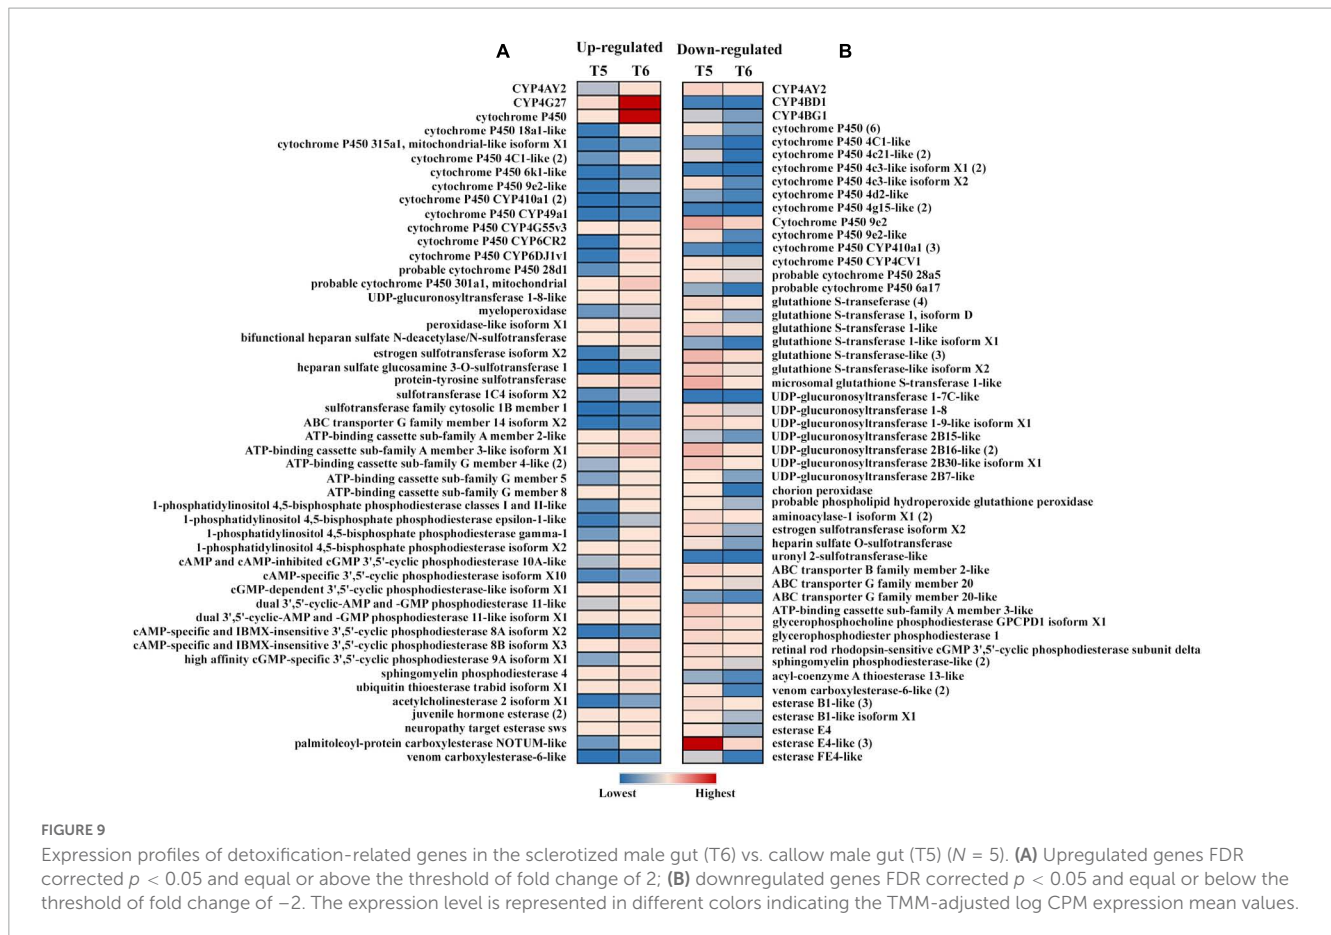 A
Up-regulated
Down-regulated
B
T5
T6
T5
T6
CYP4AY2
CYP4G27
cytochrome P450
cytochrome P450 18a1-like
cytochrome P450 315a1, mitochondrial-like isoform X1
cytochrome P450 4C1-like (2)
cytochrome P450 6k1-like
cytochrome P450 9e2-like
cytochrome P450 CYP410a1 (2)
cytochrome P450 CYP49a1
cytochrome P450 CYP4G55v3
cytochrome P450 CYP6CR2
cytochrome P450 CYP6DJ1v1
probable cytochrome P450 28d1
probable cytochrome P450 301a1, mitochondrial
UDP-glucuronosyltransferase 1-8-like
myeloperoxidase
peroxidase-like isoform X1
bifunctional heparan sulfate N-deacetylase/N-sulfotransferase
estrogen sulfotransferase isoform X2
heparan sulfate glucosamine 3-O-sulfotransferase 1
protein-tyrosine sulfotransferase
sulfotransferase 1C4 isoform X2
sulfotransferase family cytosolic 1B member 1
ABC transporter G family member 14 isoform X2
ATP-binding cassette sub-family A member 2-like
ATP-binding cassette sub-family A member 3-like isoform X1
ATP-binding cassette sub-family G member 4-like (2)
ATP-binding cassette sub-family G member 5
ATP-binding cassette sub-family G member 8
1-phosphatidylinositol 4,5-bisphosphate phosphodiesterase classes I and II-like
1-phosphatidylinositol 4,5-bisphosphate phosphodiesterase epsilon-1-like
1-phosphatidylinositol 4,5-bisphosphate phosphodiesterase gamma-1
1-phosphatidylinositol 4,5-bisphosphate phosphodiesterase isoform X2
cAMP and cAMP-inhibited cGMP 3',5'-cyclic phosphodiesterase 10A-like
cAMP-specific 3',5'-cyclic phosphodiesterase isoform X10
cGMP-dependent 3',5'-cyclic phosphodiesterase-like isoform X1
dual 3',5'-cyclic-AMP and -GMP phosphodiesterase 11-like
dual 3',5'-cyclic-AMP and -GMP phosphodiesterase 11-like isoform X1
cAMP-specific and IBMX-insensitive 3',5'-cyclic phosphodiesterase 8A isoform X2
cAMP-specific and IBMX-insensitive 3',5'-cyclic phosphodiesterase 8B isoform X3
high affinity cGMP-specific 3',5'-cyclic phosphodiesterase 9A isoform X1
sphingomyelin phosphodiesterase 4
ubiquitin thioesterase trabid isoform X1
acetylcholinesterase 2 isoform X1
juvenile hormone esterase (2)
neuropathy target esterase sws
palmitoleoyl-protein carboxylesterase NOTUM-like
venom carboxylesterase-6-like
CYP4AY2
CYP4BD1
CYP4BG1
cytochrome P450 (6)
cytochrome P450 4C1-like
cytochrome P450 4c21-like (2)
cytochrome P450 4c3-like isoform X1 (2)
cytochrome P450 4c3-like isoform X2
cytochrome P450 4d2-like
cytochrome P450 4g15-like (2)
Cytochrome P450 9e2
cytochrome P450 9e2-like
cytochrome P450 CYP410a1 (3)
cytochrome P450 CYP4CV1
probable cytochrome P450 28a5
probable cytochrome P450 6a17
glutathione S-transeferase (4)
glutathione S-transferase 1, isoform D
glutathione S-transferase 1-like
glutathione S-transferase 1-like isoform X1
glutathione S-transferase-like (3)
glutathione S-transferase-like isoform X2
microsomal glutathione S-transferase 1-like
UDP-glucuronosyltransferase 1-7C-like
UDP-glucuronosyltransferase 1-8
UDP-glucuronosyltransferase 1-9-like isoform X1
UDP-glucuronosyltransferase 2B15-like
UDP-glucuronosyltransferase 2B16-like (2)
UDP-glucuronosyltransferase 2B30-like isoform X1
UDP-glucuronosyltransferase 2B7-like
chorion peroxidase
probable phospholipid hydroperoxide glutathione peroxidase
aminoacylase-1 isoform X1 (2)
estrogen sulfotransferase isoform X2
heparin sulfate O-sulfotransferase
uronyl 2-sulfotransferase-like
ABC transporter B family member 2-like
ABC transporter G family member 20
ABC transporter G family member 20-like
ATP-binding cassette sub-family A member 3-like
glycerophosphocholine phosphodiesterase GPCPD1 isoform X1
glycerophosphodiester phosphodiesterase 1
retinal rod rhodopsin-sensitive cGMP 3',5'-cyclic phosphodiesterase subunit delta
sphingomyelin phosphodiesterase-like (2)
acyl-coenzyme A thioesterase 13-like
venom carboxylesterase-6-like (2)
esterase B1-like (3)
esterase B1-like isoform X1
esterase E4
esterase E4-like (3)
esterase FE4-like
Lowest
Highest
FIGURE 9
Expression profiles of detoxification-related genes in the sclerotized male gut (T6) vs. callow male gut (T5) (N = 5). (A) Upregulated genes FDR
corrected p < 0.05 and equal or above the threshold of fold change of 2; (B) downregulated genes FDR corrected p < 0.05 and equal or below the
threshold of fold change of −2. The expression level is represented in different colors indicating the TMM-adjusted log CPM expression mean values.